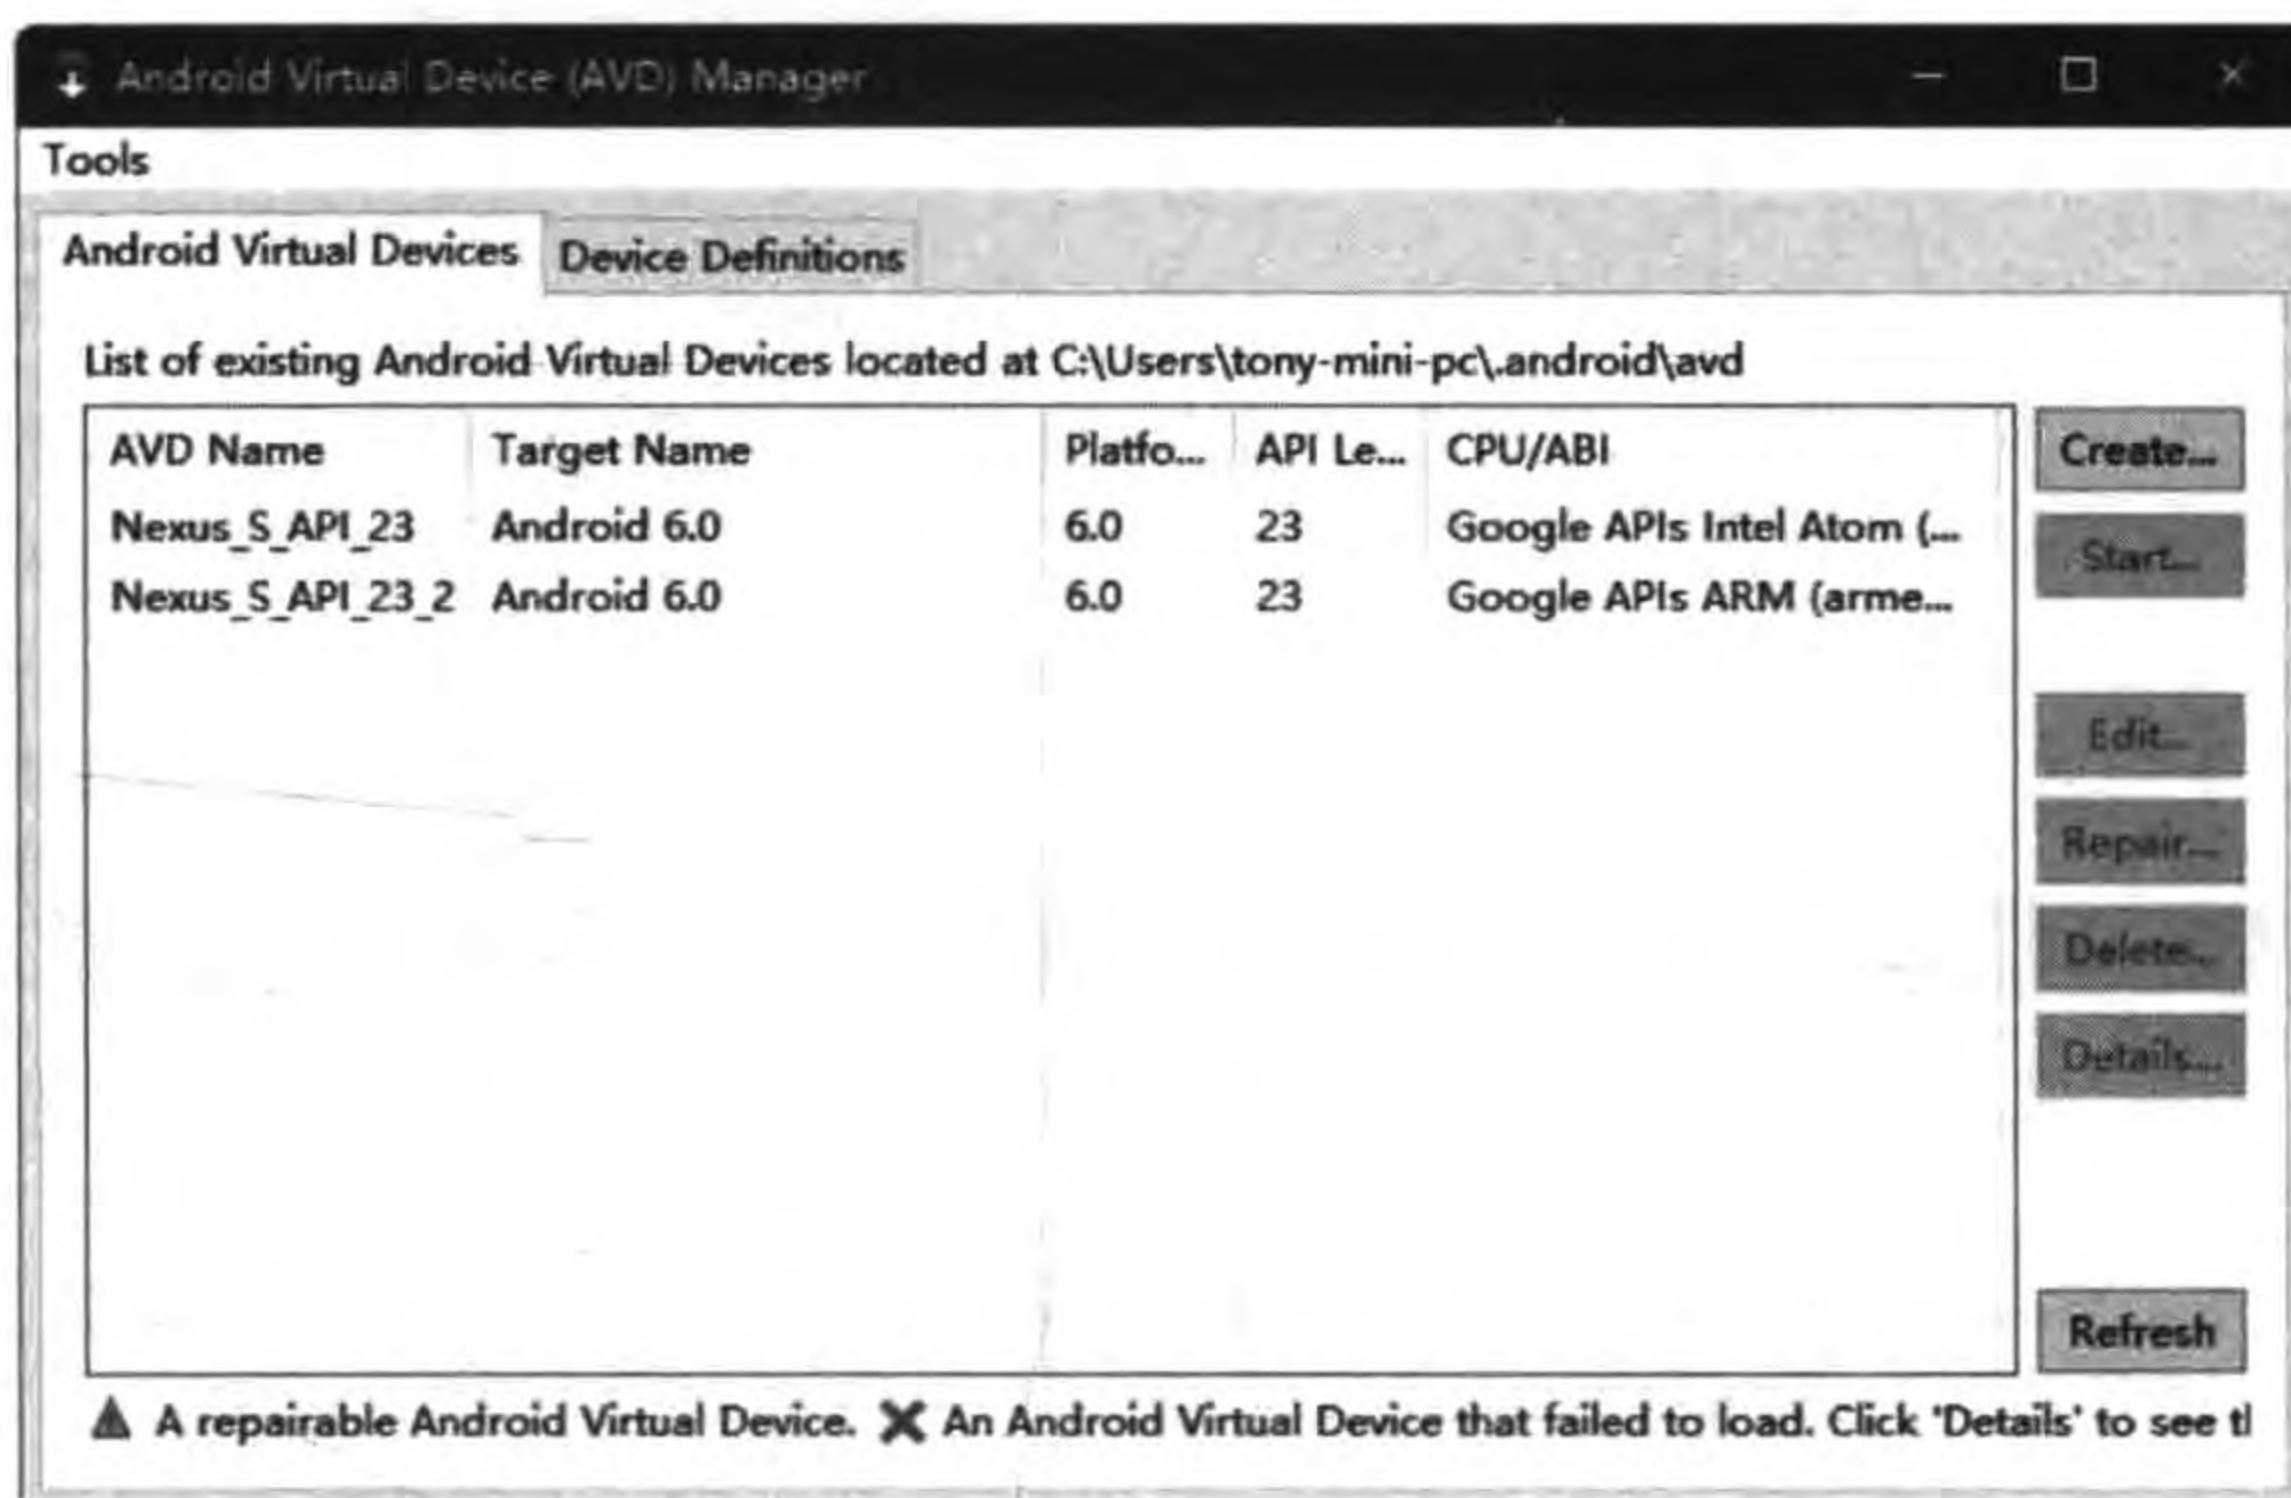 Android Virtual Device (AVD) Manager
Tools
Android Virtual Devices Device Definitions
List of existing Android Virtual Devices located at C:\Users\tony-mini-pc\.android\avd
AVD Name Target Name Platfo... API Le... CPU/ABI
Nexus_S_API_23 Android 6.0 6.0 23 Google APIs Intel Atom (...
Nexus_S_API_23_2 Android 6.0 6.0 23 Google APIs ARM (arme...
Create...
Start...
Edit...
Repair...
Delete...
Details...
Refresh
A repairable Android Virtual Device. An Android Virtual Device that failed to load. Click 'Details' to see